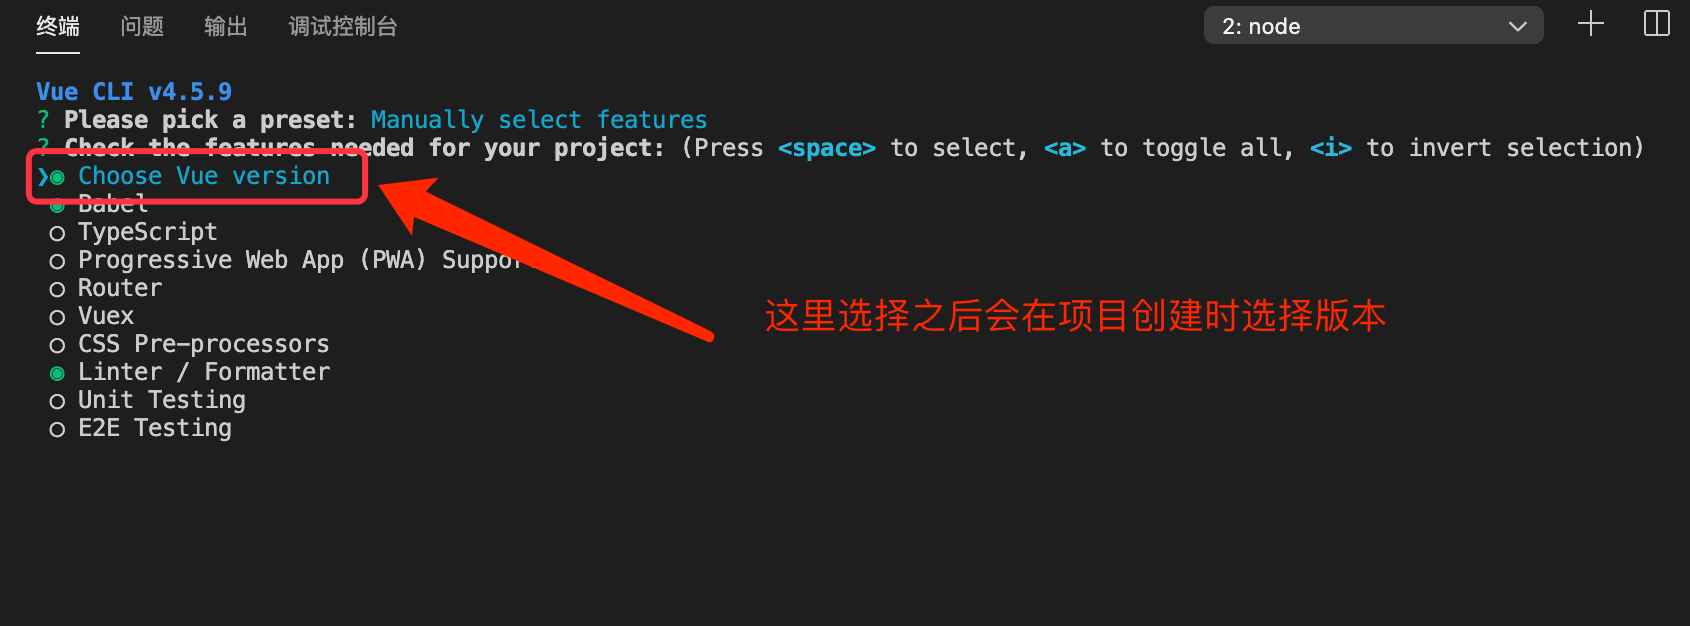 终端 问题 输出 调试控制台 2: node
Vue CLI v4.5.9
? Please pick a preset: Manually select features
? Check the features needed for your project: (Press <space> to select, <a> to toggle all, <i> to invert selection)
❯◉ Choose Vue version
◉ Babel
◯ TypeScript
◯ Progressive Web App (PWA) Support
◯ Router
◯ Vuex
◯ CSS Pre-processors
◉ Linter / Formatter
◯ Unit Testing
◯ E2E Testing
这里选择之后会在项目创建时选择版本